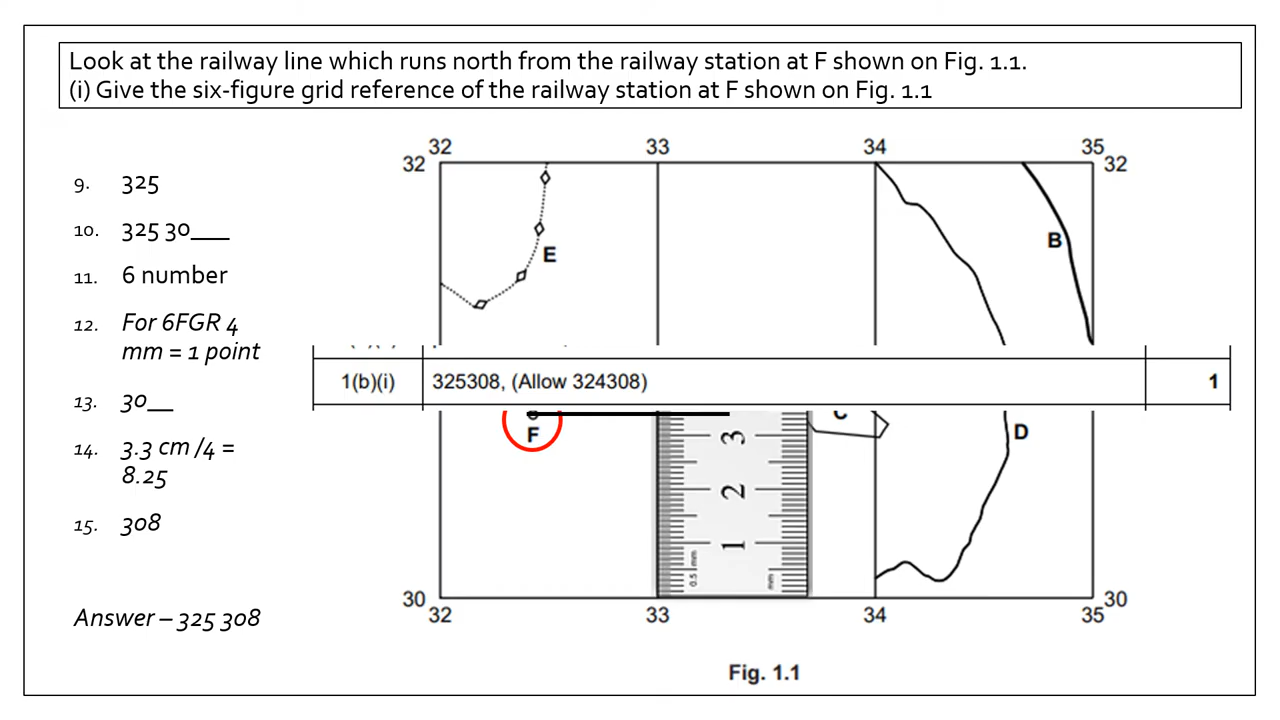 Look at the railway line which runs north from the railway station at F shown on Fig. 1.1.
(i) Give the six-figure grid reference of the railway station at F shown on Fig. 1.1
32 33 34 35
32 32
9. 325
10. 325 30___
E
B
11. 6 number
12. For 6FGR 4
mm = 1 point
1(b)(i) 325308, (Allow 324308) 1
13. 30__
F
3
C
D
14. 3.3 cm /4 =
8.25
2
15. 308
1
0.5 mm
mm
30 30
32 33 34 35
Answer – 325 308
Fig. 1.1